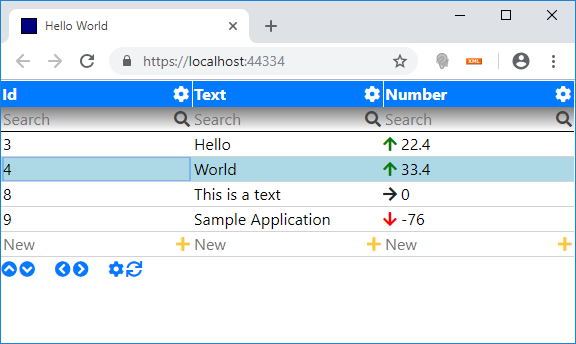 Hello World
https://localhost:44334
XML
Id Text Number
Search Search Search
3 Hello 22.4
4 World 33.4
8 This is a text 0
9 Sample Application -76
New New New